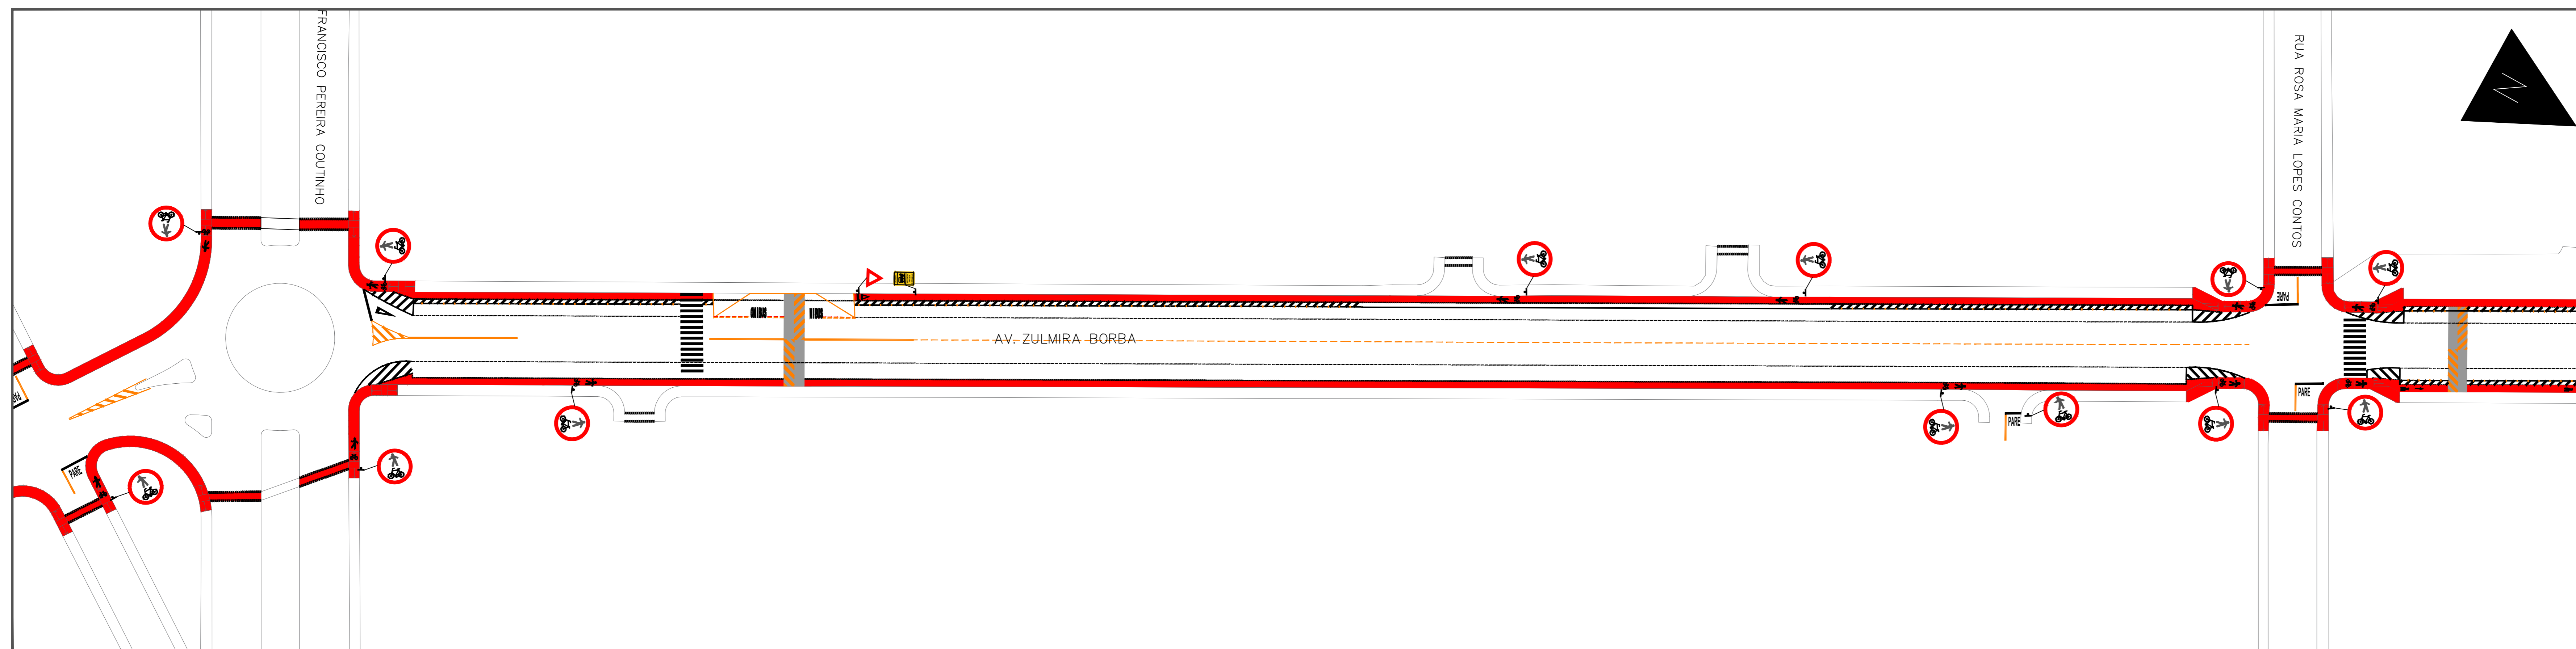 FRANCISCO PEREIRA COUTINHO
RUA ROSA MARIA LOPES CONTOS
N
PARE
AV. ZULMIRA BORBA
PARE
PARE
PARE